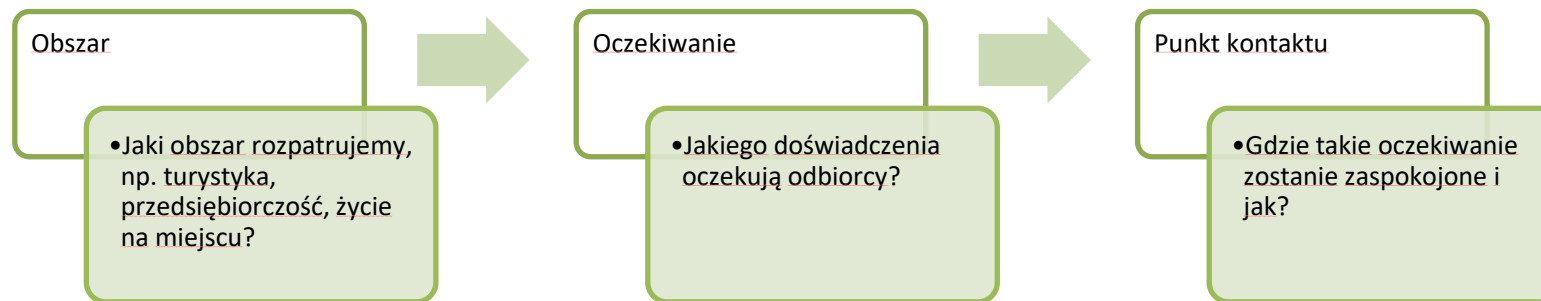 Obszar
•Jaki obszar rozpatrujemy,
np. turystyka,
przedsiębiorczość, życie
na miejscu?
Oczekiwanie
•Jakiego doświadczenia
oczekują odbiorcy?
Punkt kontaktu
•Gdzie takie oczekiwanie
zostanie zaspokojone i
jak?